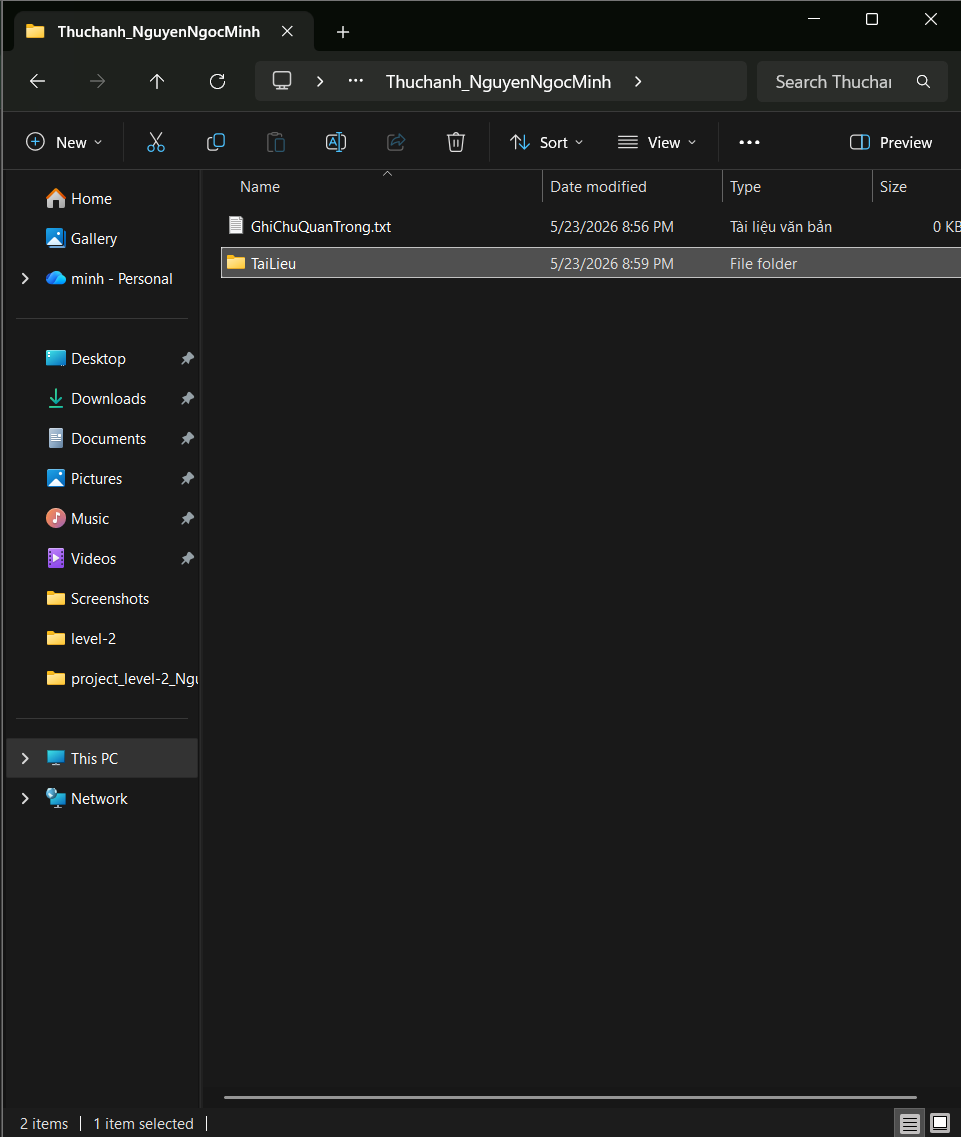 Thuchanh_NguyenNgocMinh
Thuchanh_NguyenNgocMinh
Search Thuchar
New
Sort
View
Preview
Name Date modified Type Size
GhiChuQuanTrong.txt 5/23/2026 8:56 PM Tài liệu văn bản 0 KB
TaiLieu 5/23/2026 8:59 PM File folder
Home
Gallery
minh - Personal
Desktop
Downloads
Documents
Pictures
Music
Videos
Screenshots
level-2
project_level-2_Ngu
This PC
Network
2 items 1 item selected